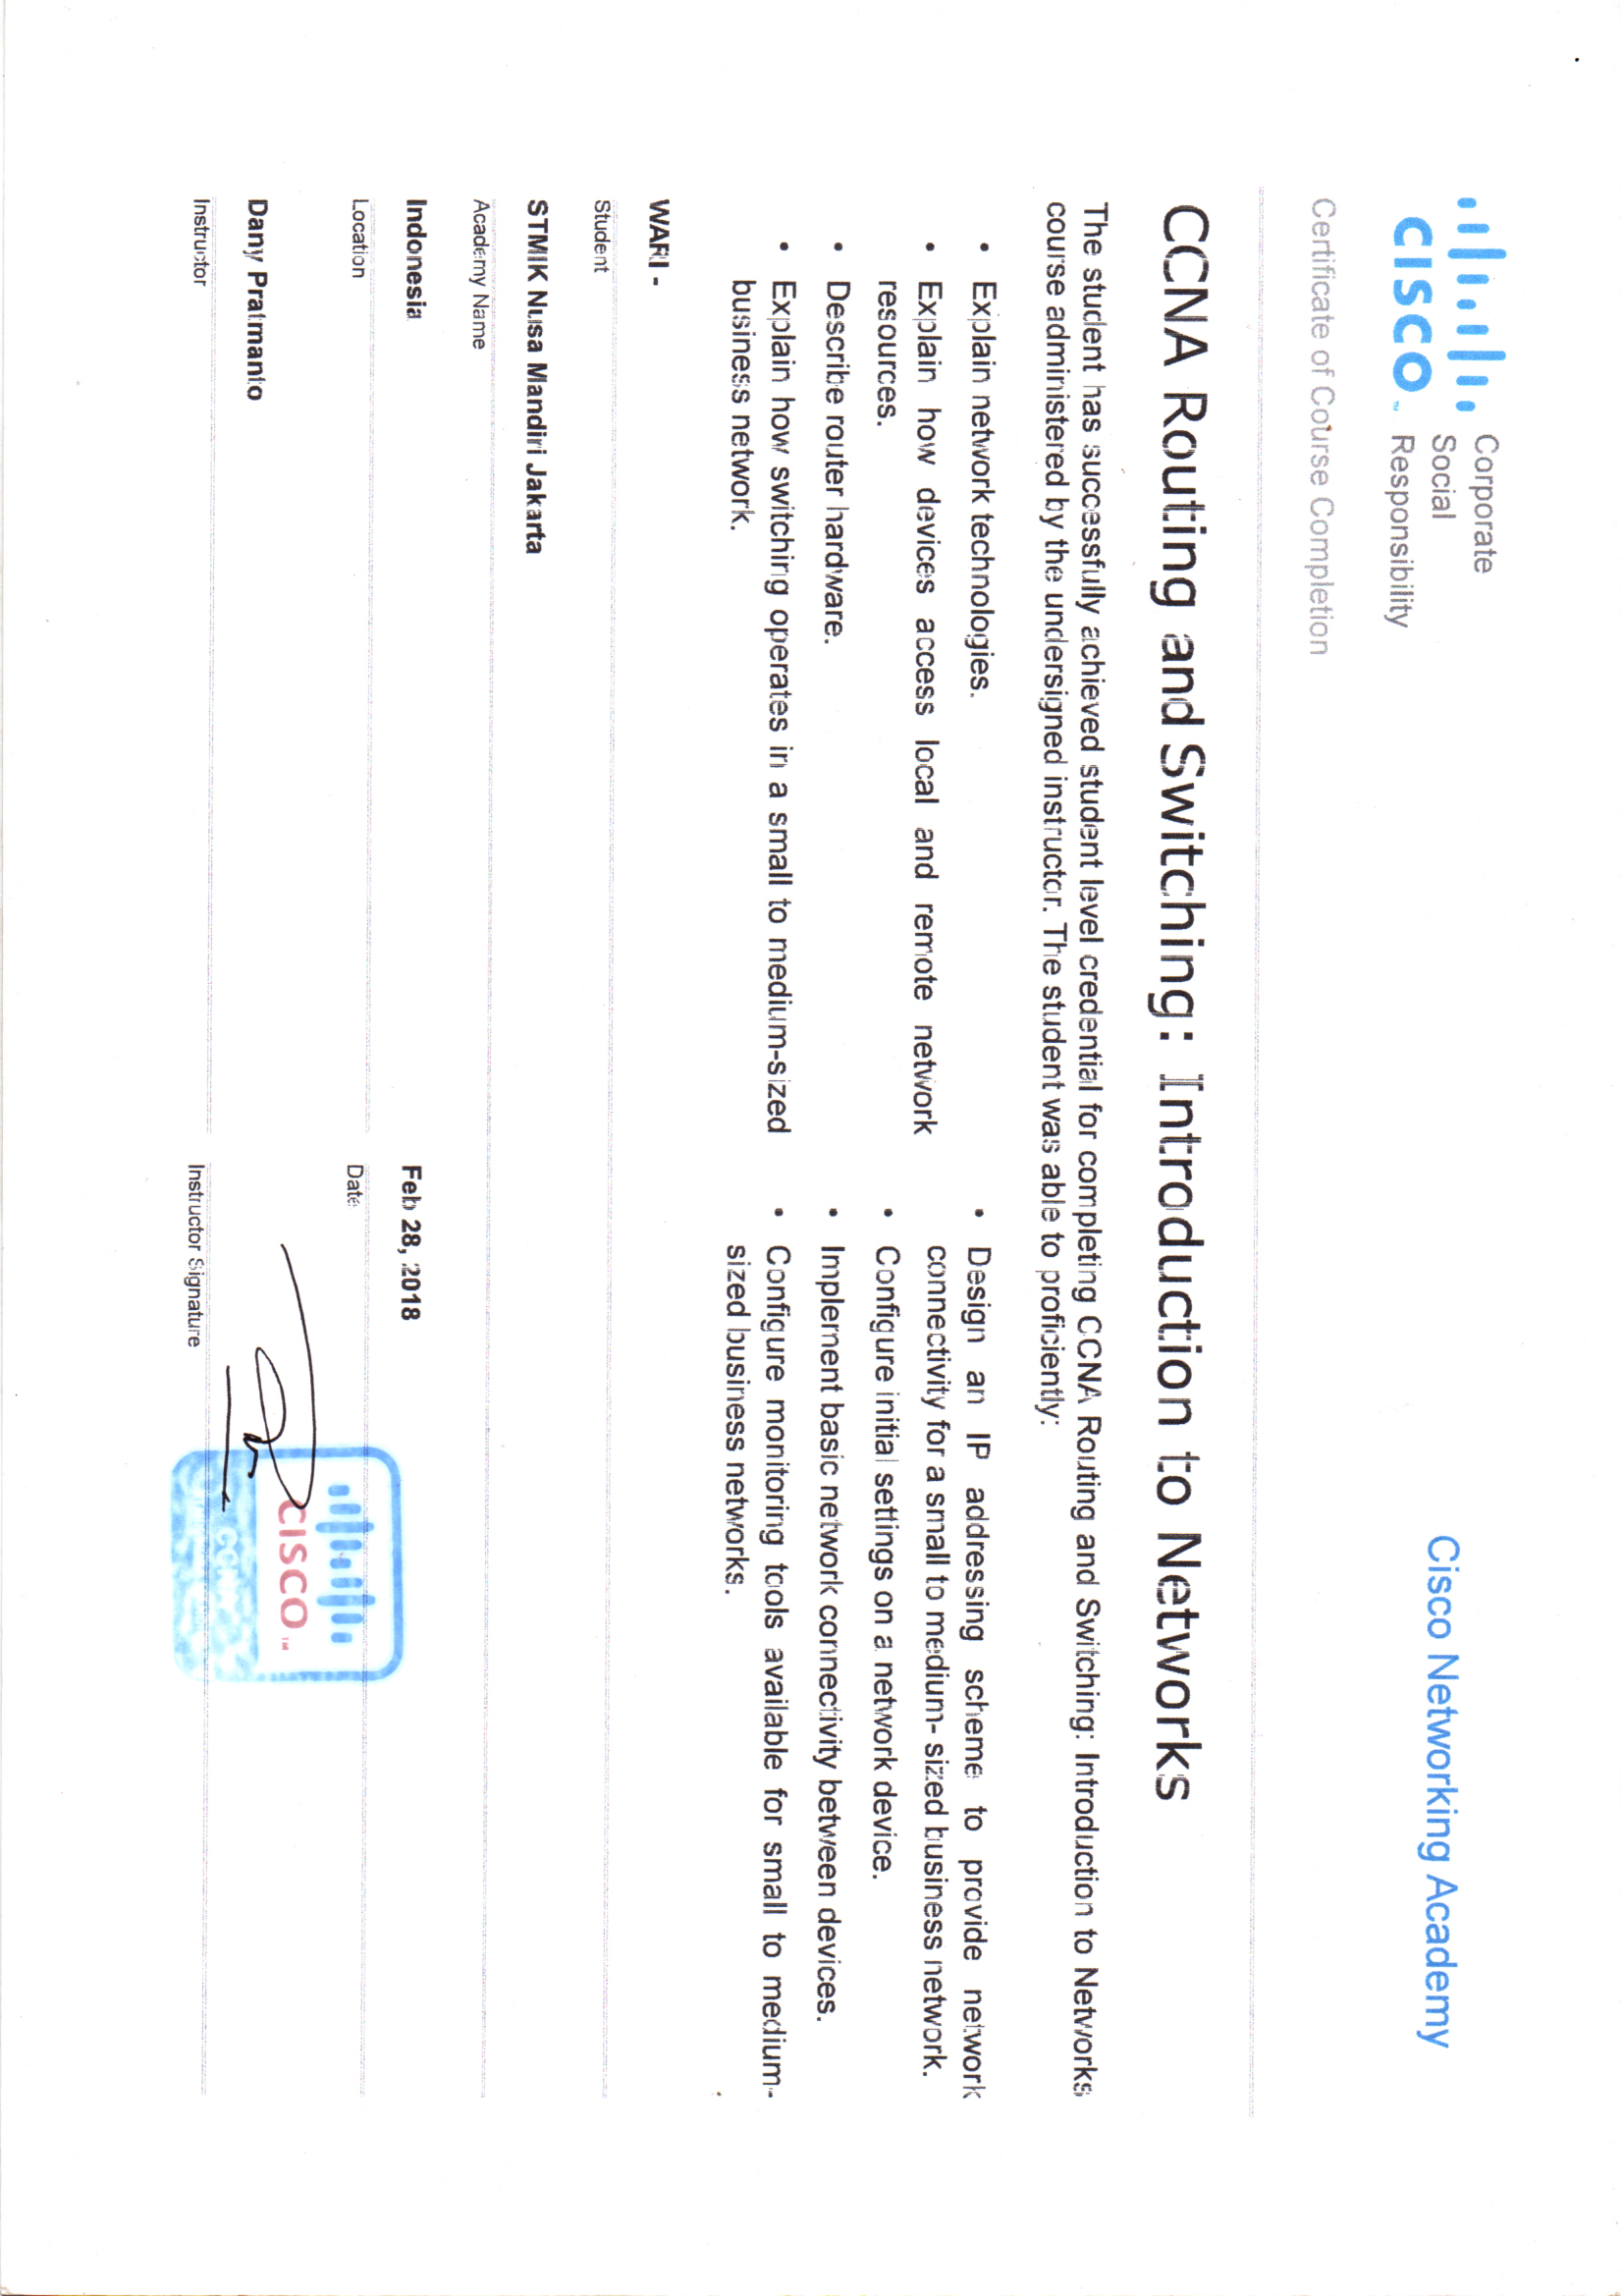 Corporate
Social
CISCO™ Responsibility
Cisco Networking Academy
Certificate of Course Completion
CCNA Routing and Switching: Introduction to Networks
The student has successfully achieved student level credential for completing CCNA Routing and Switching: Introduction to Networks
course administered by the undersigned instructor. The student was able to proficiently:
• Explain network technologies.
• Explain how devices access local and remote network
resources.
• Describe router hardware.
• Explain how switching operates in a small to medium-sized
business network.
• Design an IP addressing scheme to provide network
connectivity for a small to medium- sized business network.
• Configure initial settings on a network device.
• Implement basic network connectivity between devices.
• Configure monitoring tools available for small to medium-
sized business networks.
WARI -
Student
STMIK Nusa Mandiri Jakarta
Academy Name
Indonesia
Location
Feb 28, 2018
Date
Dany Pratmanto
Instructor
Instructor Signature
CISCO™
CCNA